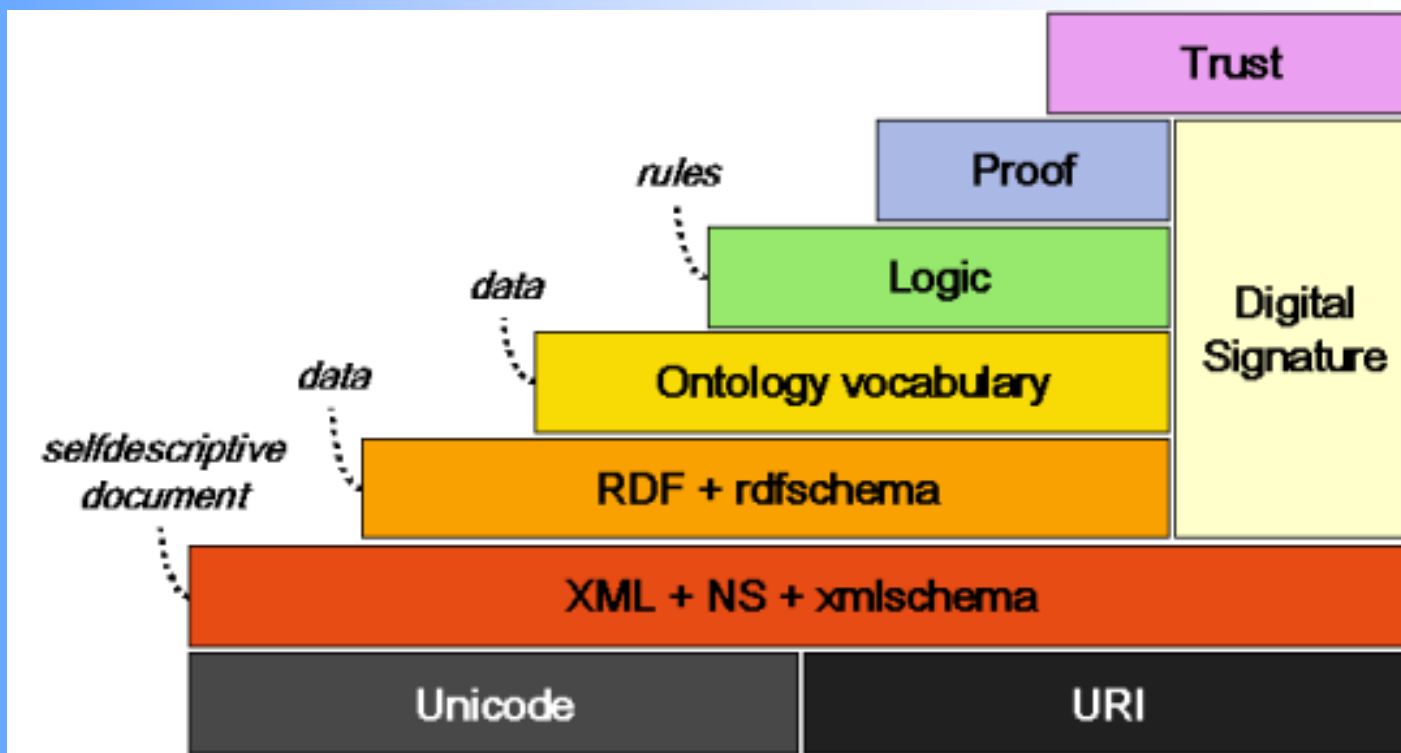 Trust
Proof
rules
Logic
Digital
Signature
data
Ontology vocabulary
data
RDF + rdfschema
selfdescriptive
document
XML + NS + xmlschema
Unicode
URI